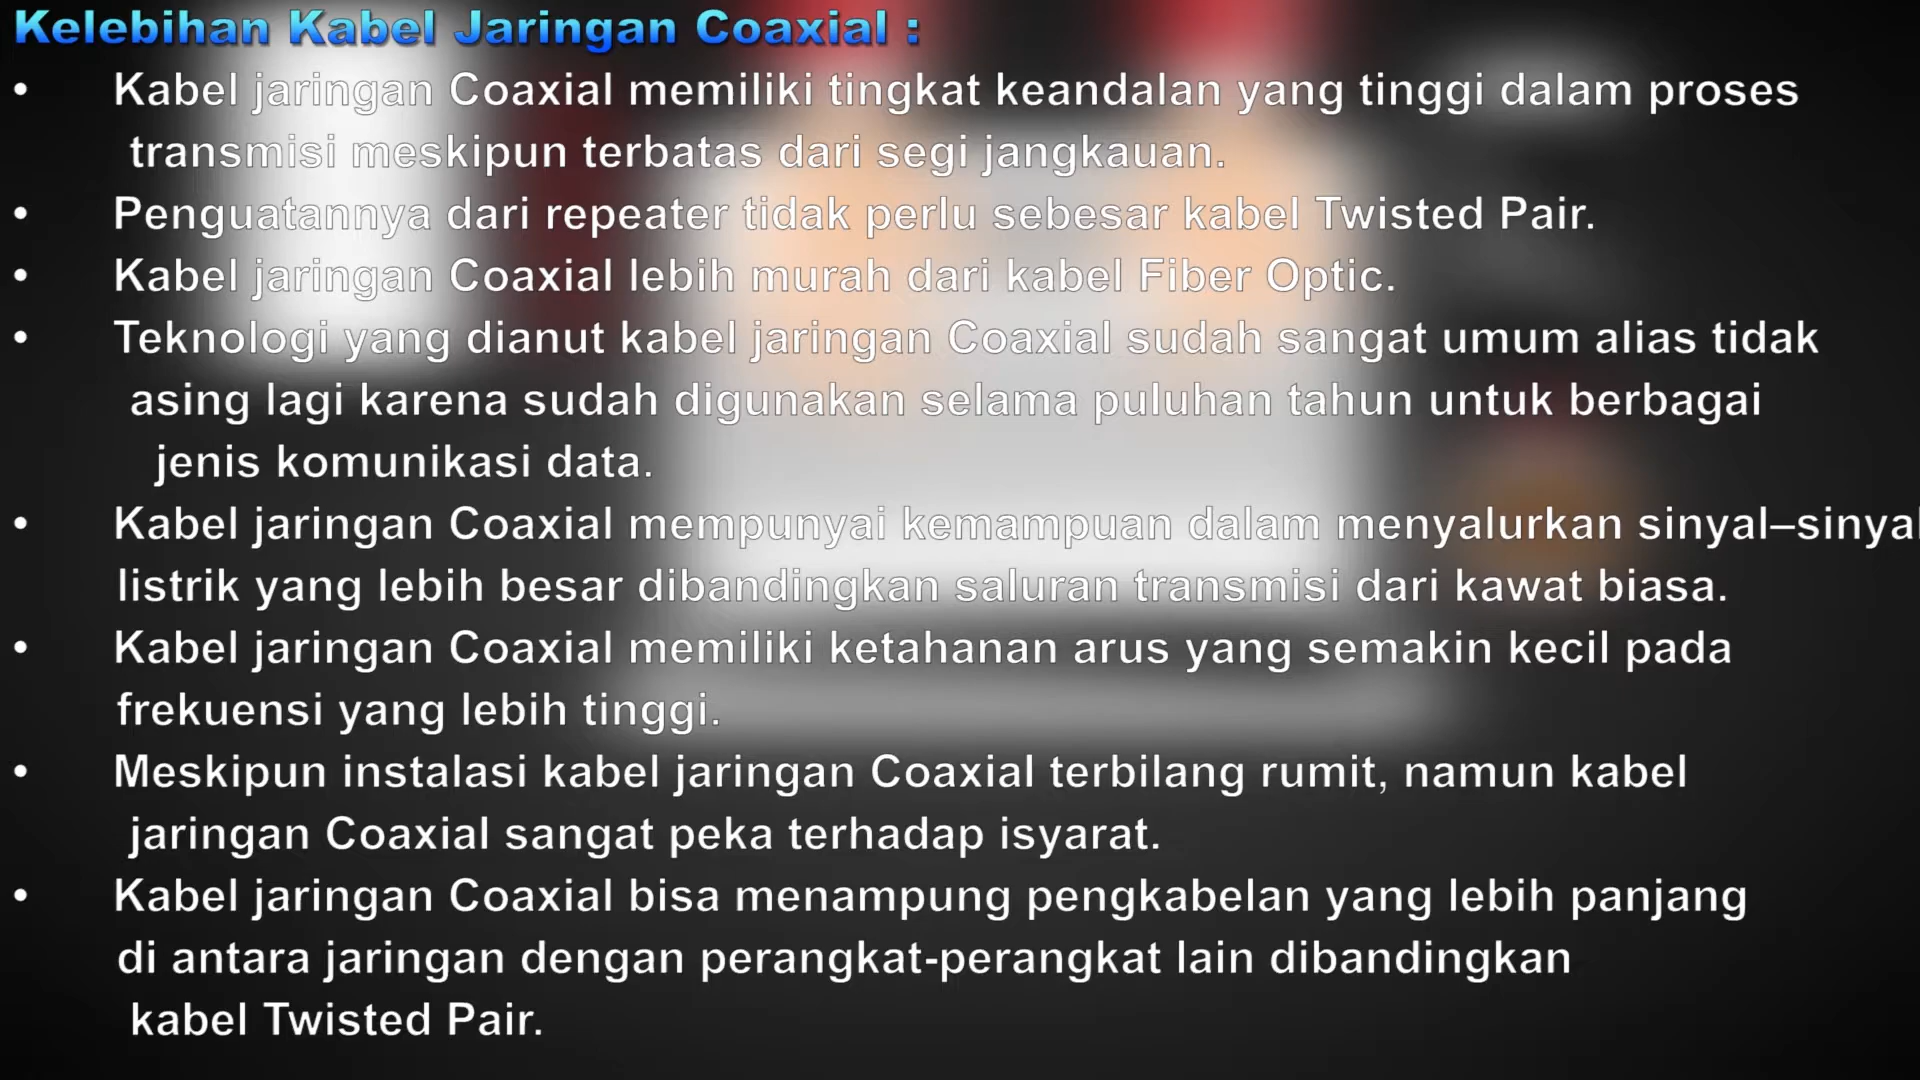 Kelebihan Kabel Jaringan Coaxial :
• Kabel jaringan Coaxial memiliki tingkat keandalan yang tinggi dalam proses
transmisi meskipun terbatas dari segi jangkauan.
• Penguatannya dari repeater tidak perlu sebesar kabel Twisted Pair.
• Kabel jaringan Coaxial lebih murah dari kabel Fiber Optic.
• Teknologi yang dianut kabel jaringan Coaxial sudah sangat umum alias tidak
asing lagi karena sudah digunakan selama puluhan tahun untuk berbagai
jenis komunikasi data.
• Kabel jaringan Coaxial mempunyai kemampuan dalam menyalurkan sinyal–sinyal
listrik yang lebih besar dibandingkan saluran transmisi dari kawat biasa.
• Kabel jaringan Coaxial memiliki ketahanan arus yang semakin kecil pada
frekuensi yang lebih tinggi.
• Meskipun instalasi kabel jaringan Coaxial terbilang rumit, namun kabel
jaringan Coaxial sangat peka terhadap isyarat.
• Kabel jaringan Coaxial bisa menampung pengkabelan yang lebih panjang
di antara jaringan dengan perangkat-perangkat lain dibandingkan
kabel Twisted Pair.